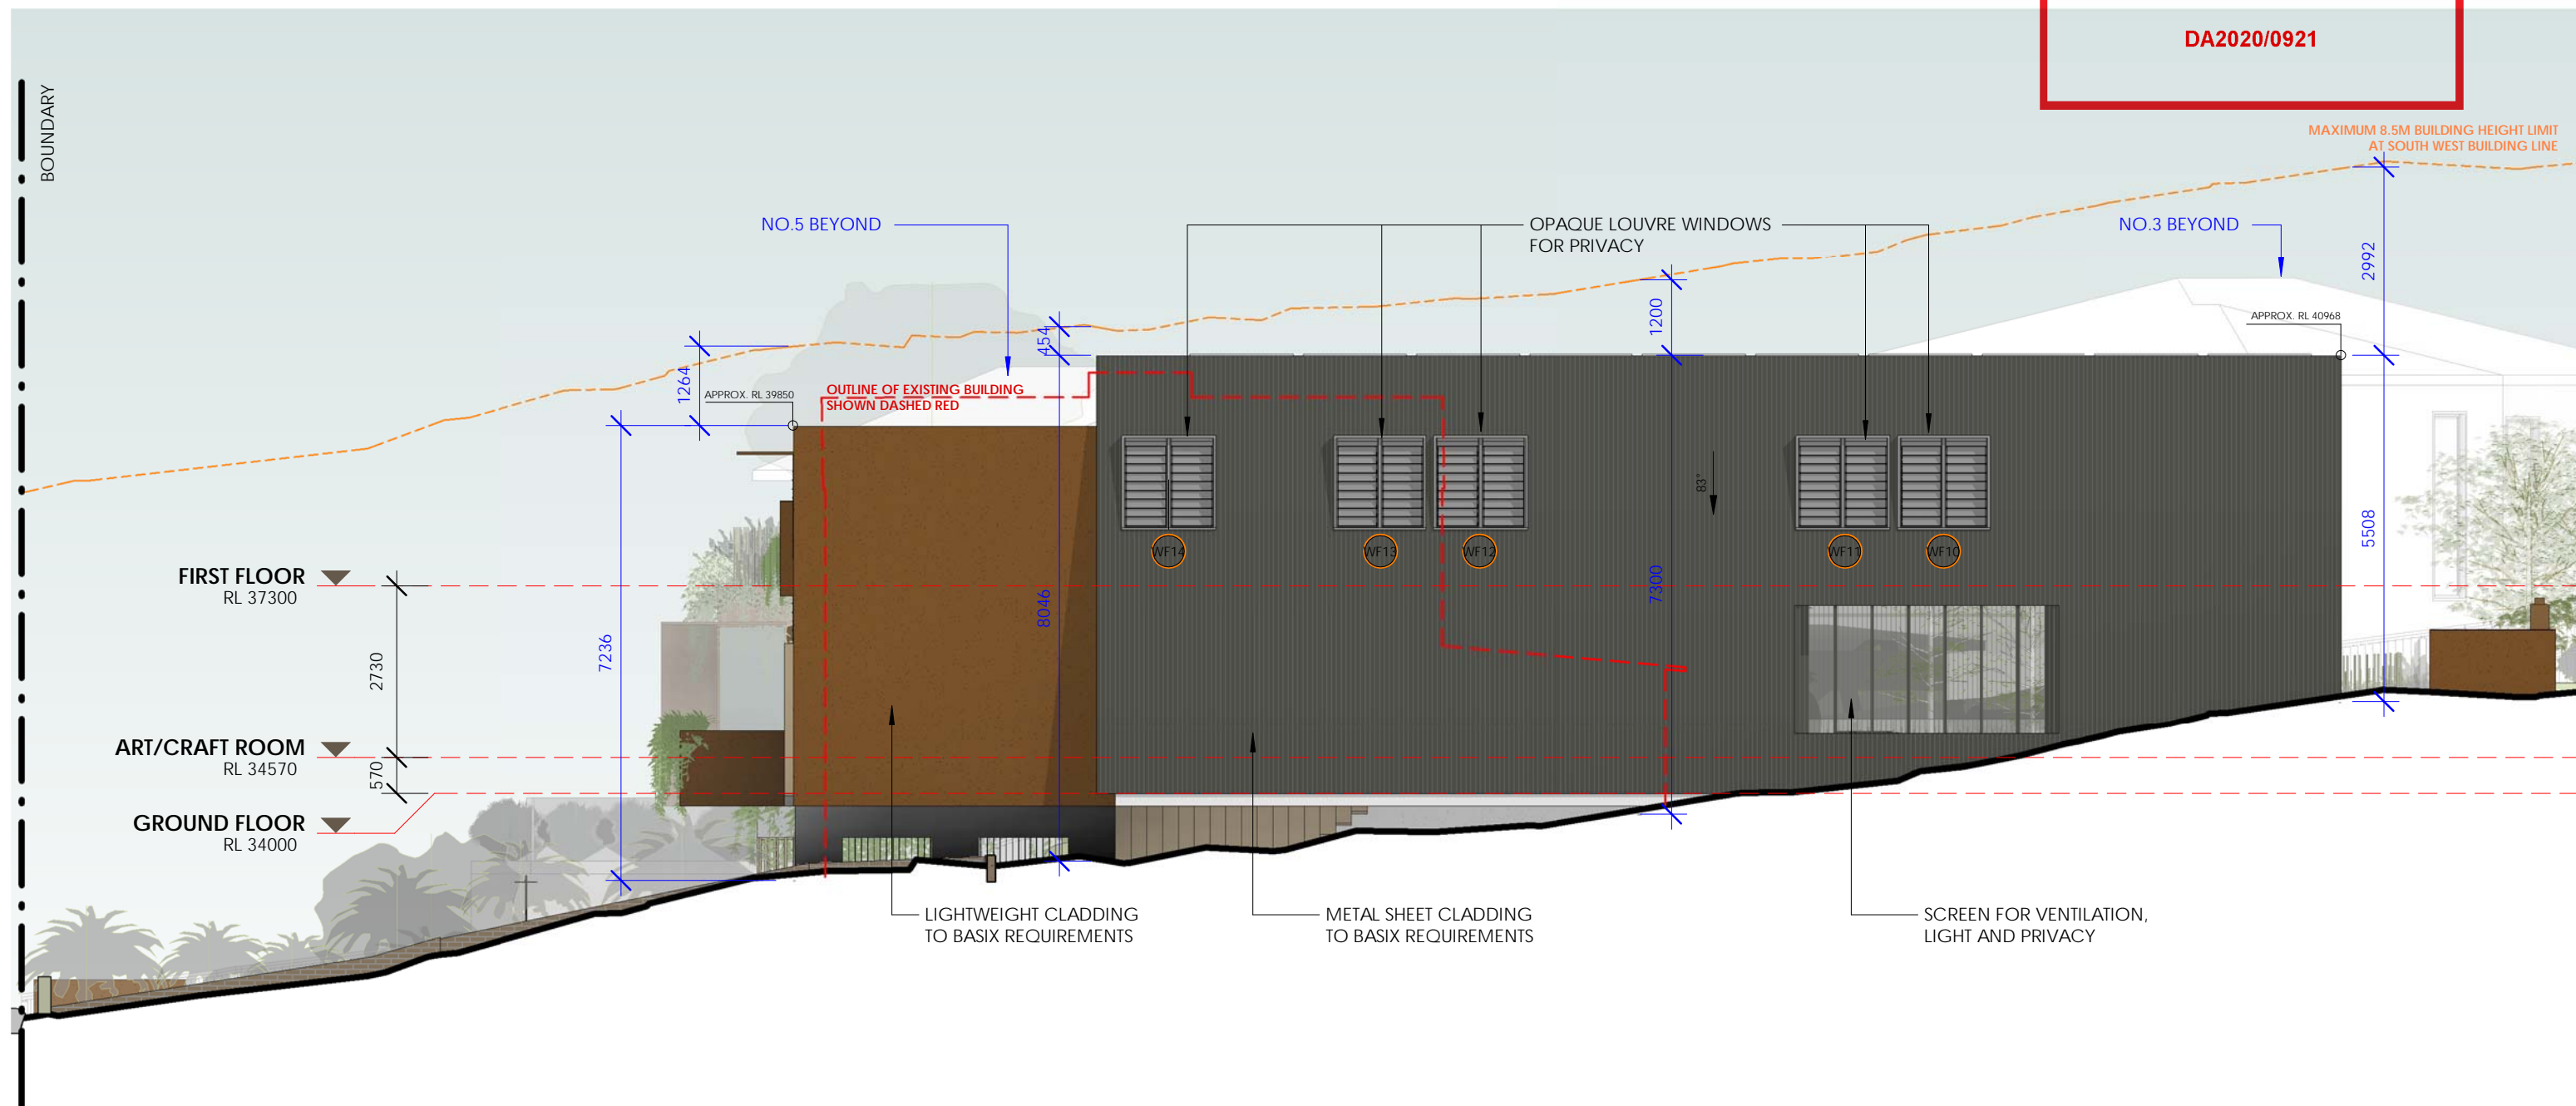 DA2020/0921
BOUNDARY
MAXIMUM 8.5M BUILDING HEIGHT LIMIT
AT SOUTH WEST BUILDING LINE
NO.5 BEYOND
OPAQUE LOUVRE WINDOWS
FOR PRIVACY
NO.3 BEYOND
2992
1200
454
1264
APPROX. RL 40968
APPROX. RL 39850
OUTLINE OF EXISTING BUILDING
SHOWN DASHED RED
83°
WF14
WF13
WF12
WF11
WF10
5508
7300
8046
7236
FIRST FLOOR
RL 37300
2730
ART/CRAFT ROOM
RL 34570
570
GROUND FLOOR
RL 34000
LIGHTWEIGHT CLADDING
TO BASIX REQUIREMENTS
METAL SHEET CLADDING
TO BASIX REQUIREMENTS
SCREEN FOR VENTILATION,
LIGHT AND PRIVACY